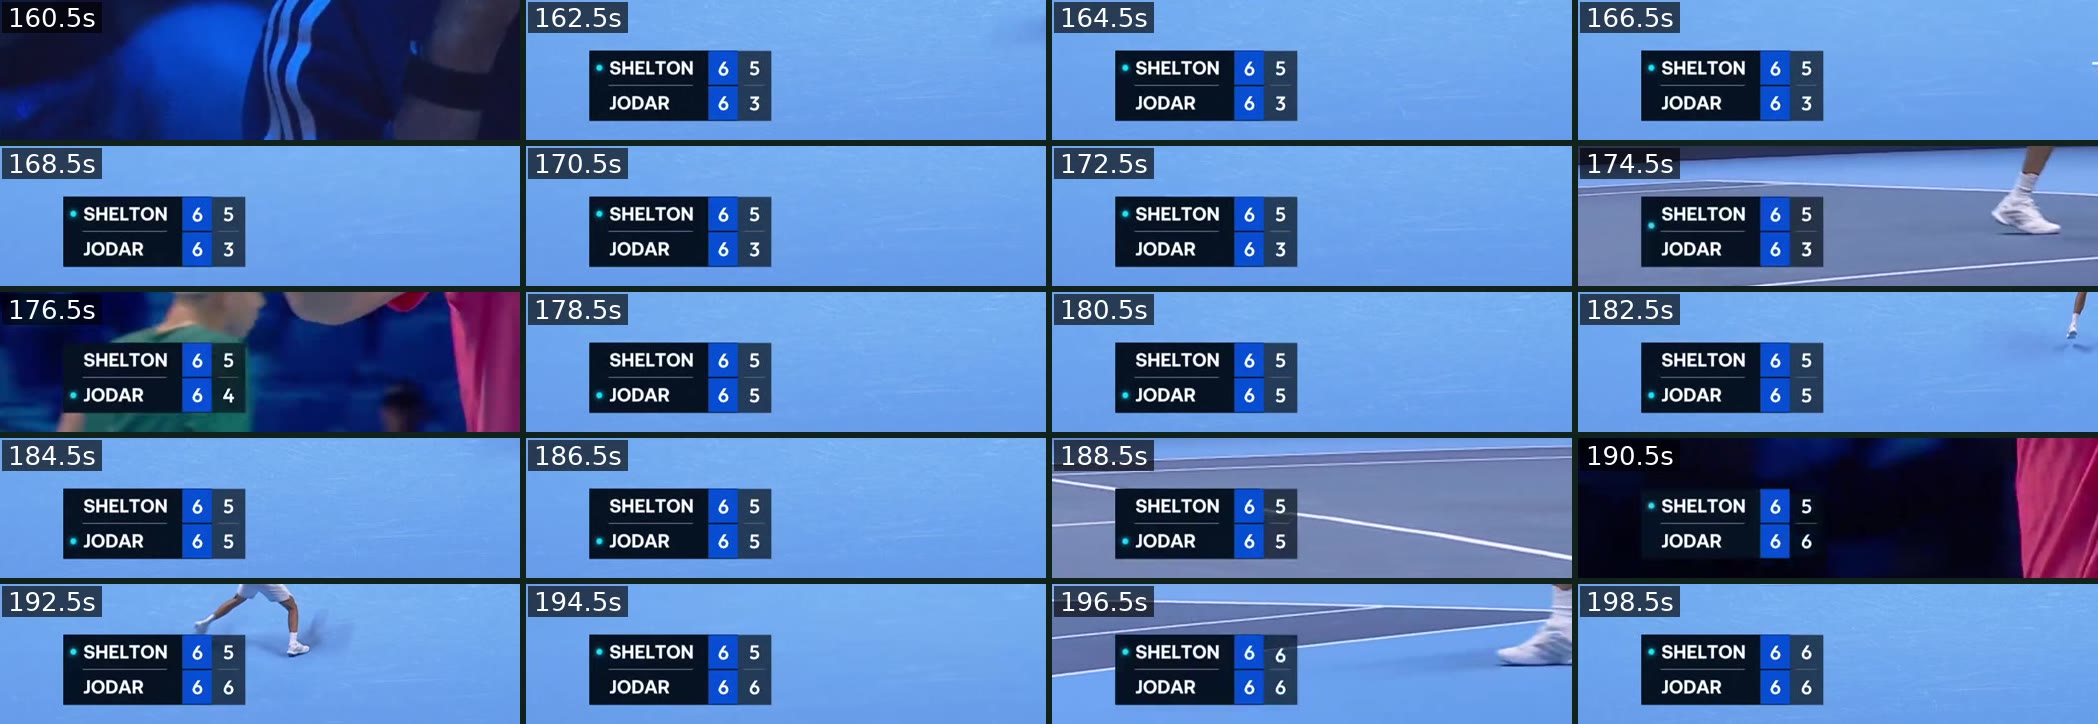 160.5s
162.5s
SHELTON 6 5
JODAR 6 3
164.5s
SHELTON 6 5
JODAR 6 3
166.5s
SHELTON 6 5
JODAR 6 3
168.5s
SHELTON 6 5
JODAR 6 3
170.5s
SHELTON 6 5
JODAR 6 3
172.5s
SHELTON 6 5
JODAR 6 3
174.5s
SHELTON 6 5
JODAR 6 3
176.5s
SHELTON 6 5
JODAR 6 4
178.5s
SHELTON 6 5
JODAR 6 5
180.5s
SHELTON 6 5
JODAR 6 5
182.5s
SHELTON 6 5
JODAR 6 5
184.5s
SHELTON 6 5
JODAR 6 5
186.5s
SHELTON 6 5
JODAR 6 5
188.5s
SHELTON 6 5
JODAR 6 5
190.5s
SHELTON 6 5
JODAR 6 6
192.5s
SHELTON 6 5
JODAR 6 6
194.5s
SHELTON 6 5
JODAR 6 6
196.5s
SHELTON 6 6
JODAR 6 6
198.5s
SHELTON 6 6
JODAR 6 6